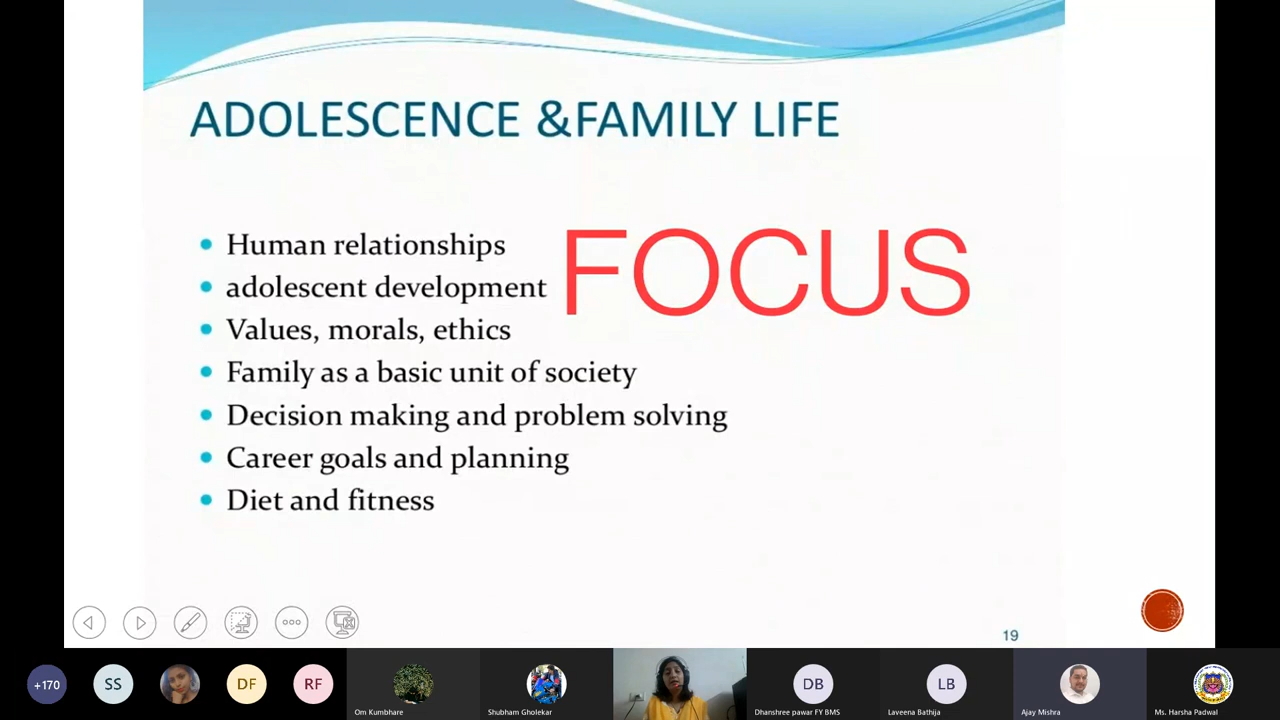 ADOLESCENCE &FAMILY LIFE
Human relationships
adolescent development
FOCUS
Values, morals, ethics
Family as a basic unit of society
Decision making and problem solving
Career goals and planning
Diet and fitness
19
+170
SS
DF
RF
DB
LB
Om Kumbhare
Shubham Gholekar
Dhanshree pawar FY BMS
Laveena Bathija
Ajay Mishra
Ms. Harsha Padwal